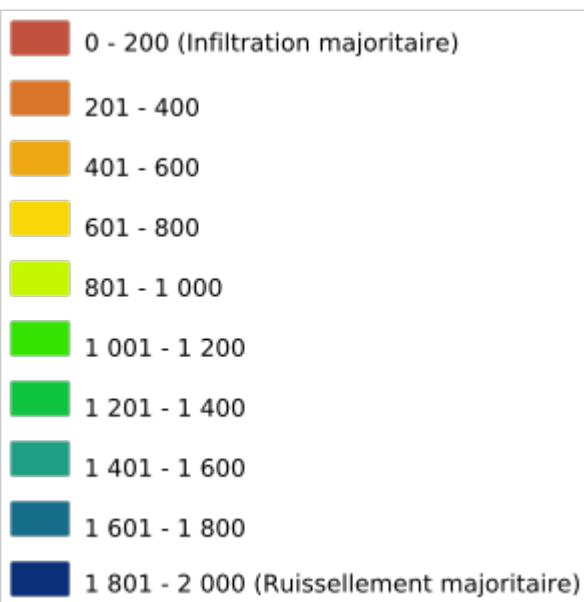 0 - 200 (Infiltration majoritaire)
201 - 400
401 - 600
601 - 800
801 - 1 000
1 001 - 1 200
1 201 - 1 400
1 401 - 1 600
1 601 - 1 800
1 801 - 2 000 (Ruissellement majoritaire)